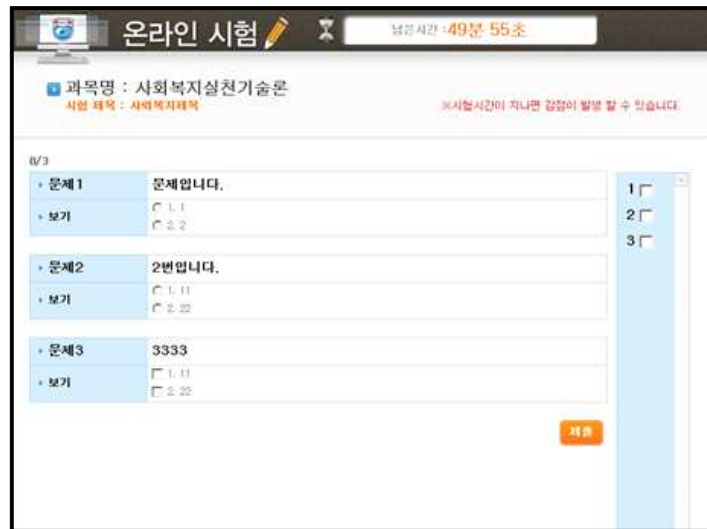 온라인 시험
남은시간 :49분 55초
과목명 : 사회복지실천기술론
시험 제목 : 사회복지제목
※시험시간이 지나면 감점이 발생 할 수 있습니다.
0/3
문제1 문제입니다.
보기
1. 1
2. 2
문제2 2번입니다.
보기
1. 11
2. 22
문제3 3333
보기
1. 11
2. 22
제출
1
2
3